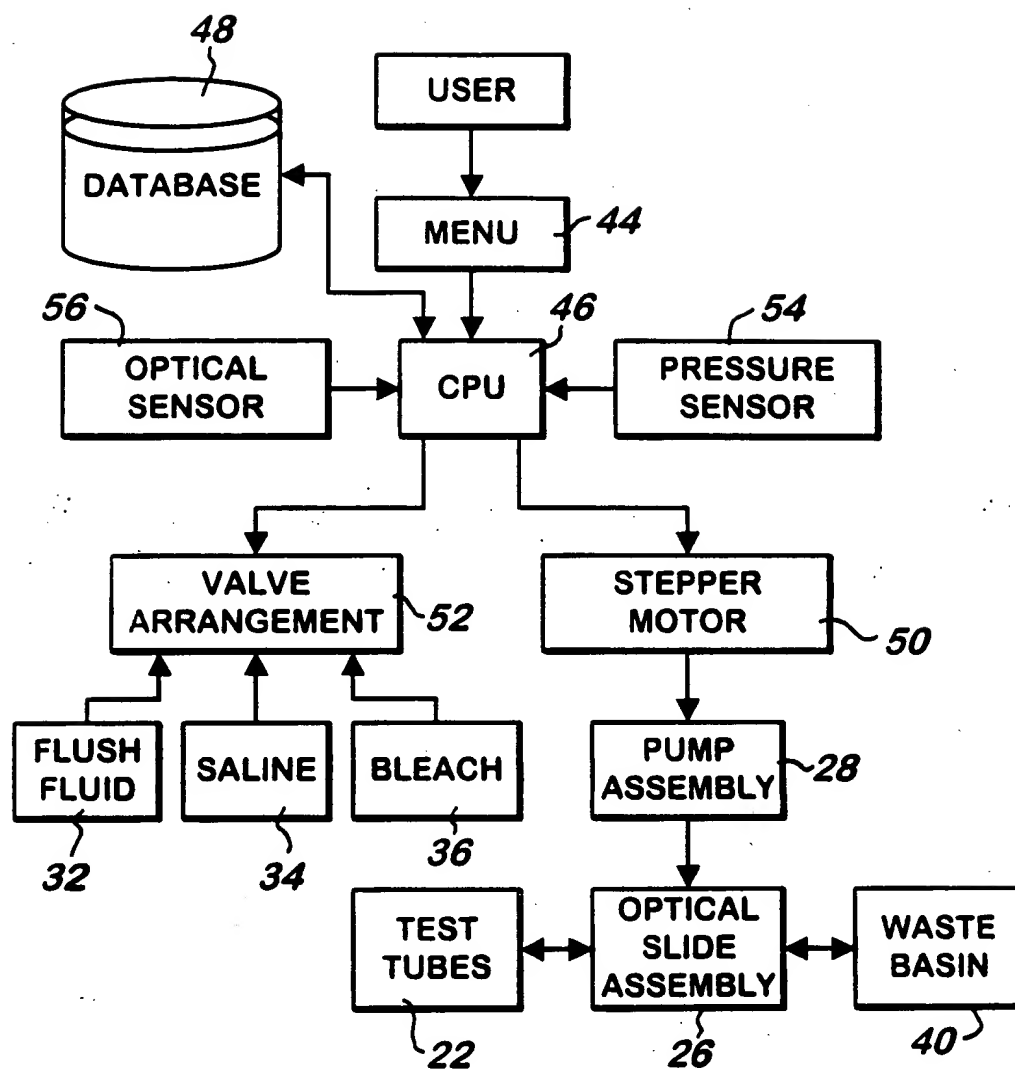 48
USER
DATABASE
MENU
44
56
46
54
OPTICAL
SENSOR
CPU
PRESSURE
SENSOR
VALVE
ARRANGEMENT
52
STEPPER
MOTOR
50
FLUSH
FLUID
32
SALINE
34
BLEACH
36
PUMP
ASSEMBLY
28
TEST
TUBES
22
OPTICAL
SLIDE
ASSEMBLY
26
WASTE
BASIN
40